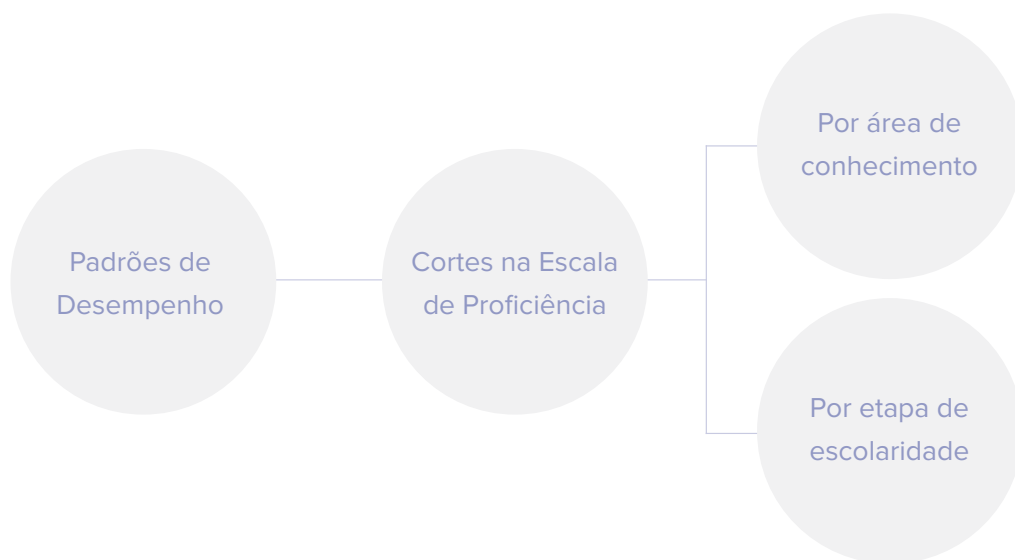 Padrões de
Desempenho
Cortes na Escala
de Proficiência
Por área de
conhecimento
Por etapa de
escolaridade